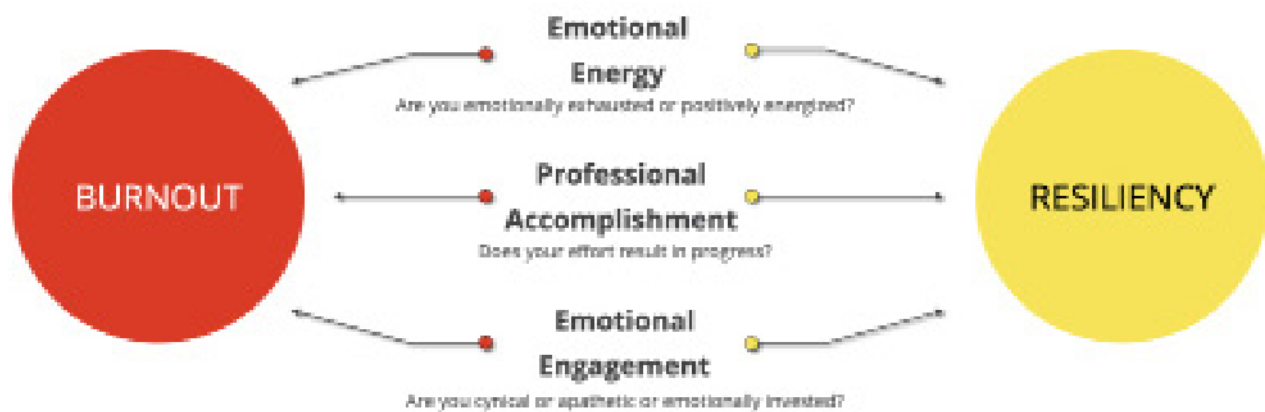 Emotional
Energy
Are you emotionally exhausted or positively energized?
BURNOUT
Professional
Accomplishment
Does your effort result in progress?
RESILIENCY
Emotional
Engagement
Are you cynical or apathetic or emotionally invested?